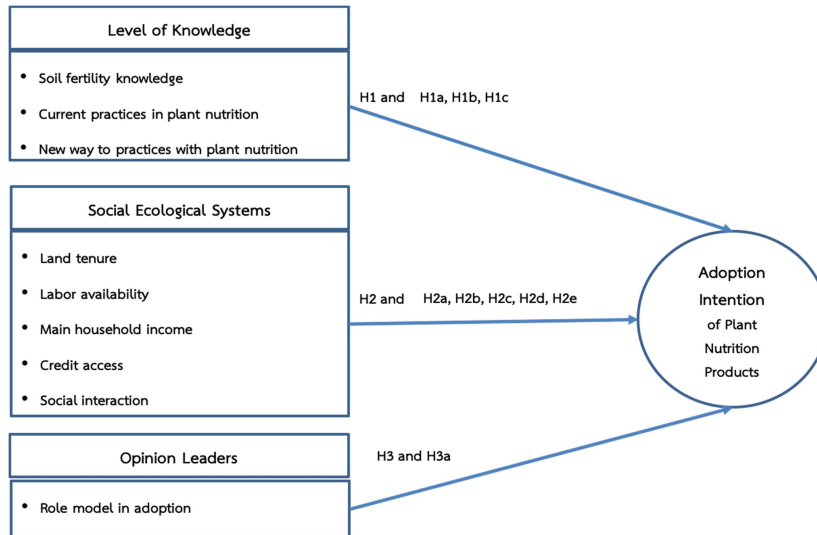 Level of Knowledge
• Soil fertility knowledge
• Current practices in plant nutrition
• New way to practices with plant nutrition
H1 and H1a, H1b, H1c
Social Ecological Systems
• Land tenure
• Labor availability
• Main household income
• Credit access
• Social interaction
H2 and H2a, H2b, H2c, H2d, H2e
Adoption
Intention
of Plant
Nutrition
Products
Opinion Leaders
• Role model in adoption
H3 and H3a